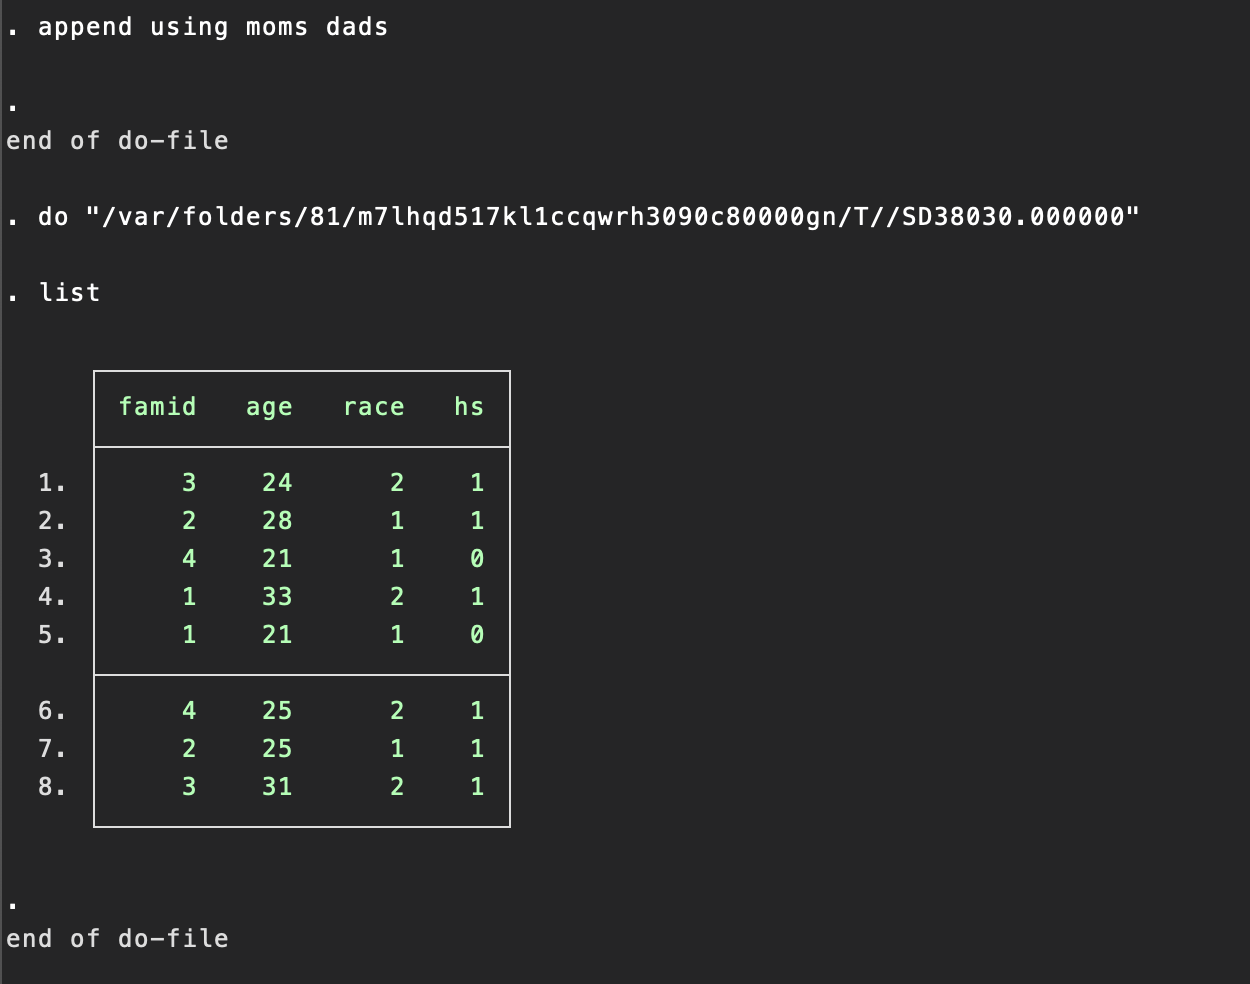 . append using moms dads
.
end of do-file
. do "/var/folders/81/m7lhqd517kl1ccqwrh3090c80000gn/T//SD38030.000000"
. list
famid age race hs
1. 3 24 2 1
2. 2 28 1 1
3. 4 21 1 0
4. 1 33 2 1
5. 1 21 1 0
6. 4 25 2 1
7. 2 25 1 1
8. 3 31 2 1
.
end of do-file